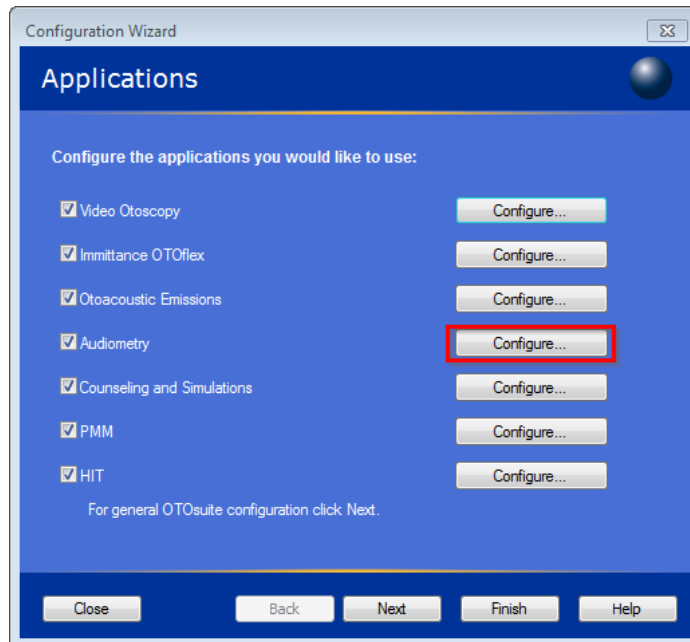 Configuration Wizard
Applications
Configure the applications you would like to use:
Video Otoscopy Configure...
Immittance OTOflex Configure...
Otoacoustic Emissions Configure...
Audiometry Configure...
Counseling and Simulations Configure...
PMM Configure...
HIT Configure...
For general OTOsuite configuration click Next.
Close Back Next Finish Help